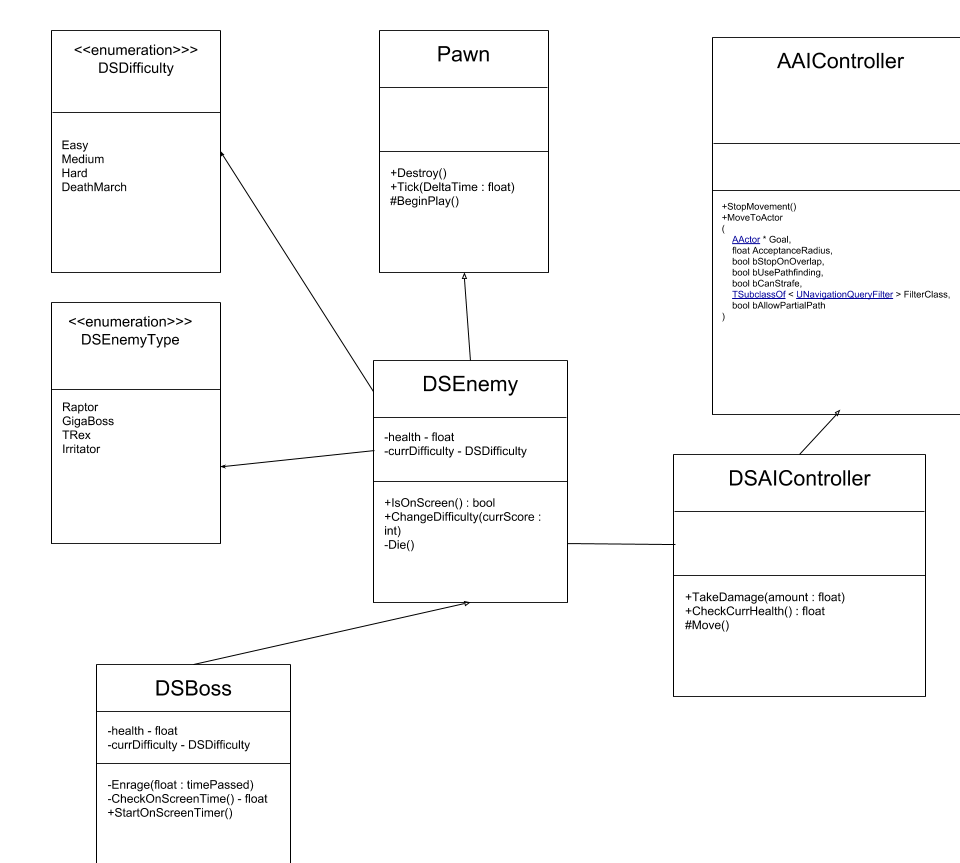 <<enumeration>>>
DSDifficulty
Easy
Medium
Hard
DeathMarch
Pawn
+Destroy()
+Tick(DeltaTime : float)
#BeginPlay()
AAIController
+StopMovement()
+MoveToActor
(
AActor * Goal,
float AcceptanceRadius,
bool bStopOnOverlap,
bool bUsePathfinding,
bool bCanStrafe,
TSubclassOf < UNavigationQueryFilter > FilterClass,
bool bAllowPartialPath
)
<<enumeration>>>
DSEnemyType
Raptor
GigaBoss
TRex
Irritator
DSEnemy
-health - float
-currDifficulty - DSDifficulty
+IsOnScreen() : bool
+ChangeDifficulty(currScore :
int)
-Die()
DSAIController
+TakeDamage(amount : float)
+CheckCurrHealth() : float
#Move()
DSBoss
-health - float
-currDifficulty - DSDifficulty
-Enrage(float : timePassed)
-CheckOnScreenTime() - float
+StartOnScreenTimer()